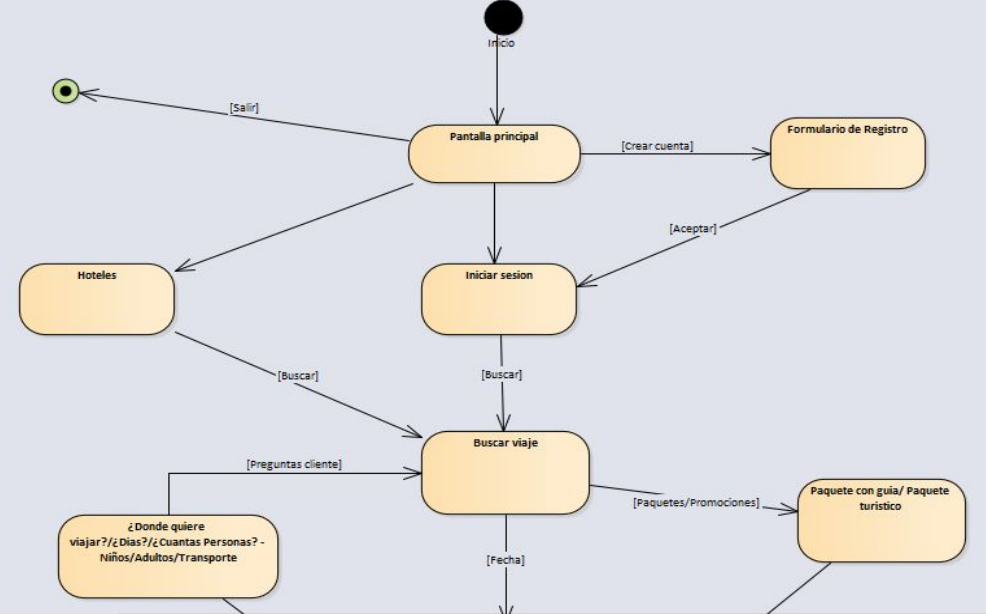 Inicio
[Salir]
Pantalla principal
[Crear cuenta]
Formulario de Registro
[Aceptar]
Hoteles
Iniciar sesion
[Buscar]
[Buscar]
Buscar viaje
[Preguntas cliente]
[Paquetes/Promociones]
Paquete con guia/ Paquete
turistico
¿Donde quiere
viajar?/¿Dias?/¿Cuantas Personas? -
Niños/Adultos/Transporte
[Fecha]